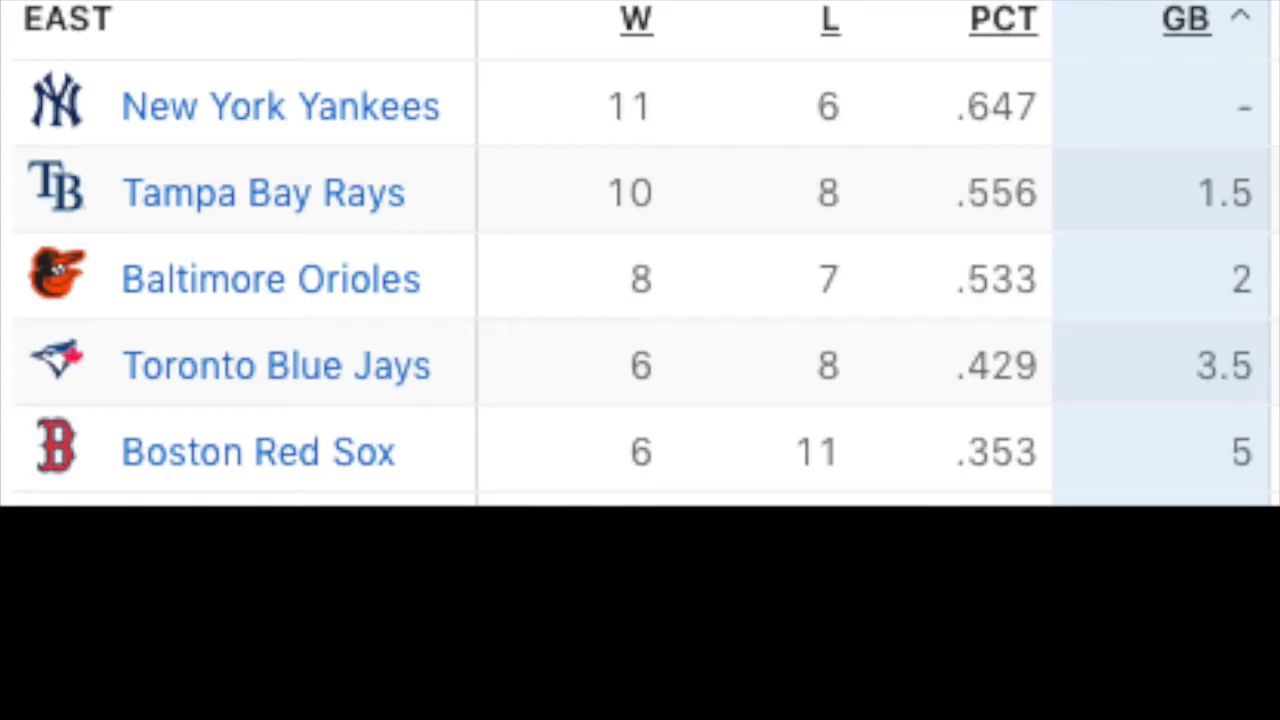 EAST W L PCT GB ^
New York Yankees 11 6 .647 -
Tampa Bay Rays 10 8 .556 1.5
Baltimore Orioles 8 7 .533 2
Toronto Blue Jays 6 8 .429 3.5
Boston Red Sox 6 11 .353 5